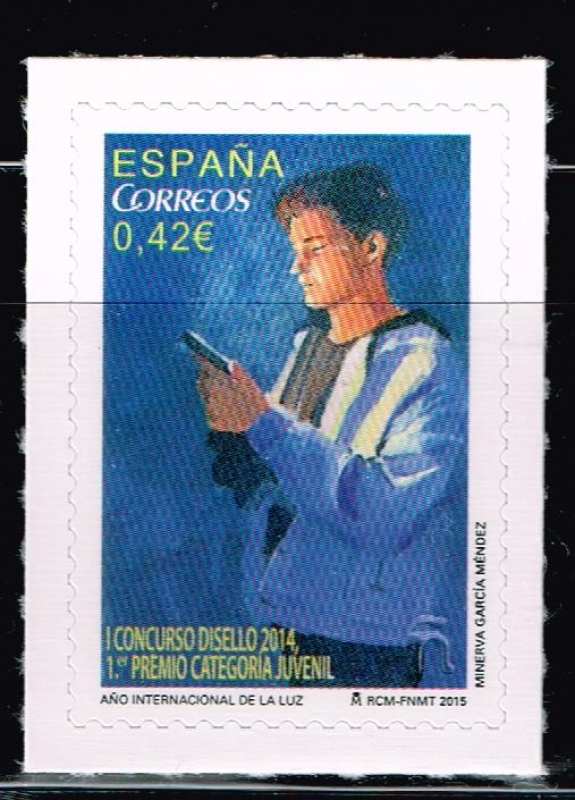 ESPAÑA
CORREOS
0,42€
I CONCURSO DISELLO 2014,
1.er PREMIO CATEGORIA JUVENIL
MINERVA GARCÍA MÉNDEZ
AÑO INTERNACIONAL DE LA LUZ
RCM-FNMT 2015